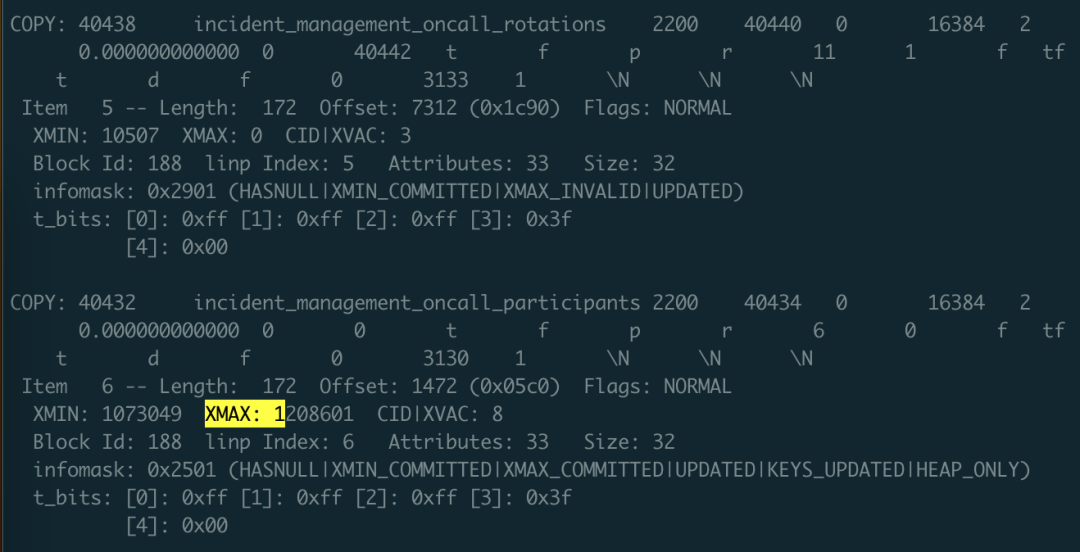 COPY: 40438 incident_management_oncall_rotations 2200 40440 0 16384 2
0.000000000000 0 40442 t f p r 11 1 f tf
t d f 0 3133 1 \N \N \N
Item 5 -- Length: 172 Offset: 7312 (0x1c90) Flags: NORMAL
XMIN: 10507 XMAX: 0 CID|XVAC: 3
Block Id: 188 linp Index: 5 Attributes: 33 Size: 32
infomask: 0x2901 (HASNULL|XMIN_COMMITTED|XMAX_INVALID|UPDATED)
t_bits: [0]: 0xff [1]: 0xff [2]: 0xff [3]: 0x3f
[4]: 0x00
COPY: 40432 incident_management_oncall_participants 2200 40434 0 16384 2
0.000000000000 0 0 t f p r 6 0 f tf
t d f 0 3130 1 \N \N \N
Item 6 -- Length: 172 Offset: 1472 (0x05c0) Flags: NORMAL
XMIN: 1073049 XMAX: 1208601 CID|XVAC: 8
Block Id: 188 linp Index: 6 Attributes: 33 Size: 32
infomask: 0x2501 (HASNULL|XMIN_COMMITTED|XMAX_COMMITTED|UPDATED|KEYS_UPDATED|HEAP_ONLY)
t_bits: [0]: 0xff [1]: 0xff [2]: 0xff [3]: 0x3f
[4]: 0x00